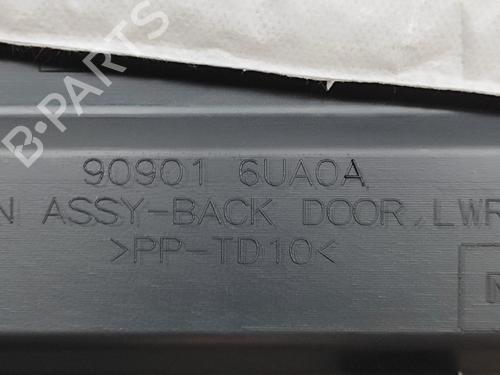 B-PARTS
90901 6UA0A
N ASSY-BACK DOOR, LWR
>PP-TD10<
N